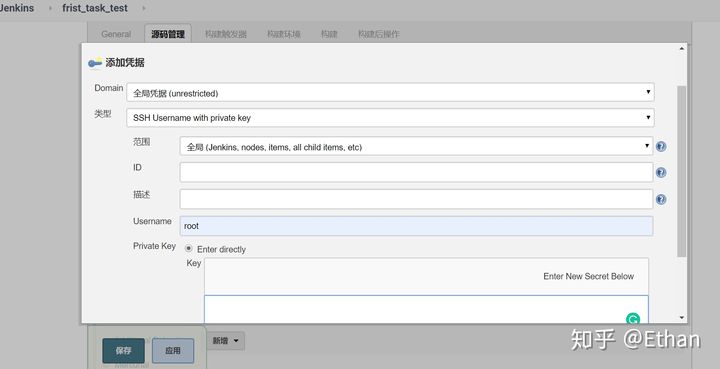 Jenkins frist_task_test
General 源码管理 构建触发器 构建环境 构建 构建后操作
添加凭据
Domain 全局凭据 (unrestricted)
类型 SSH Username with private key
范围 全局 (Jenkins, nodes, items, all child items, etc)
ID
描述
Username root
Private Key Enter directly
Key
Enter New Secret Below
新增
保存 应用
Mercurial
知乎 @Ethan